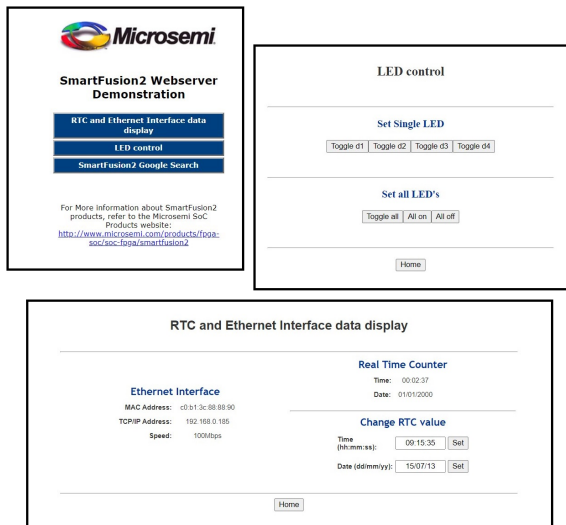 Microsemi
SmartFusion2 Webserver
Demonstration
RTC and Ethernet Interface data
display
LED control
SmartFusion2 Google Search
For More information about SmartFusion2
products, refer to the Microsemi SoC
Products website:
http://www.microsemi.com/products/fpga-
soc/soc-fpga/smartfusion2
LED control
Set Single LED
Toggle d1 Toggle d2 Toggle d3 Toggle d4
Set all LED's
Toggle all All on All off
Home
RTC and Ethernet Interface data display
Ethernet Interface
MAC Address: c0:b1:3c:88:88:90
TCP/IP Address: 192.168.0.185
Speed: 100Mbps
Real Time Counter
Time: 00:02:37
Date: 01/01/2000
Change RTC value
Time
(hh:mm:ss): 09:15:35 Set
Date (dd/mm/yy): 15/07/13 Set
Home